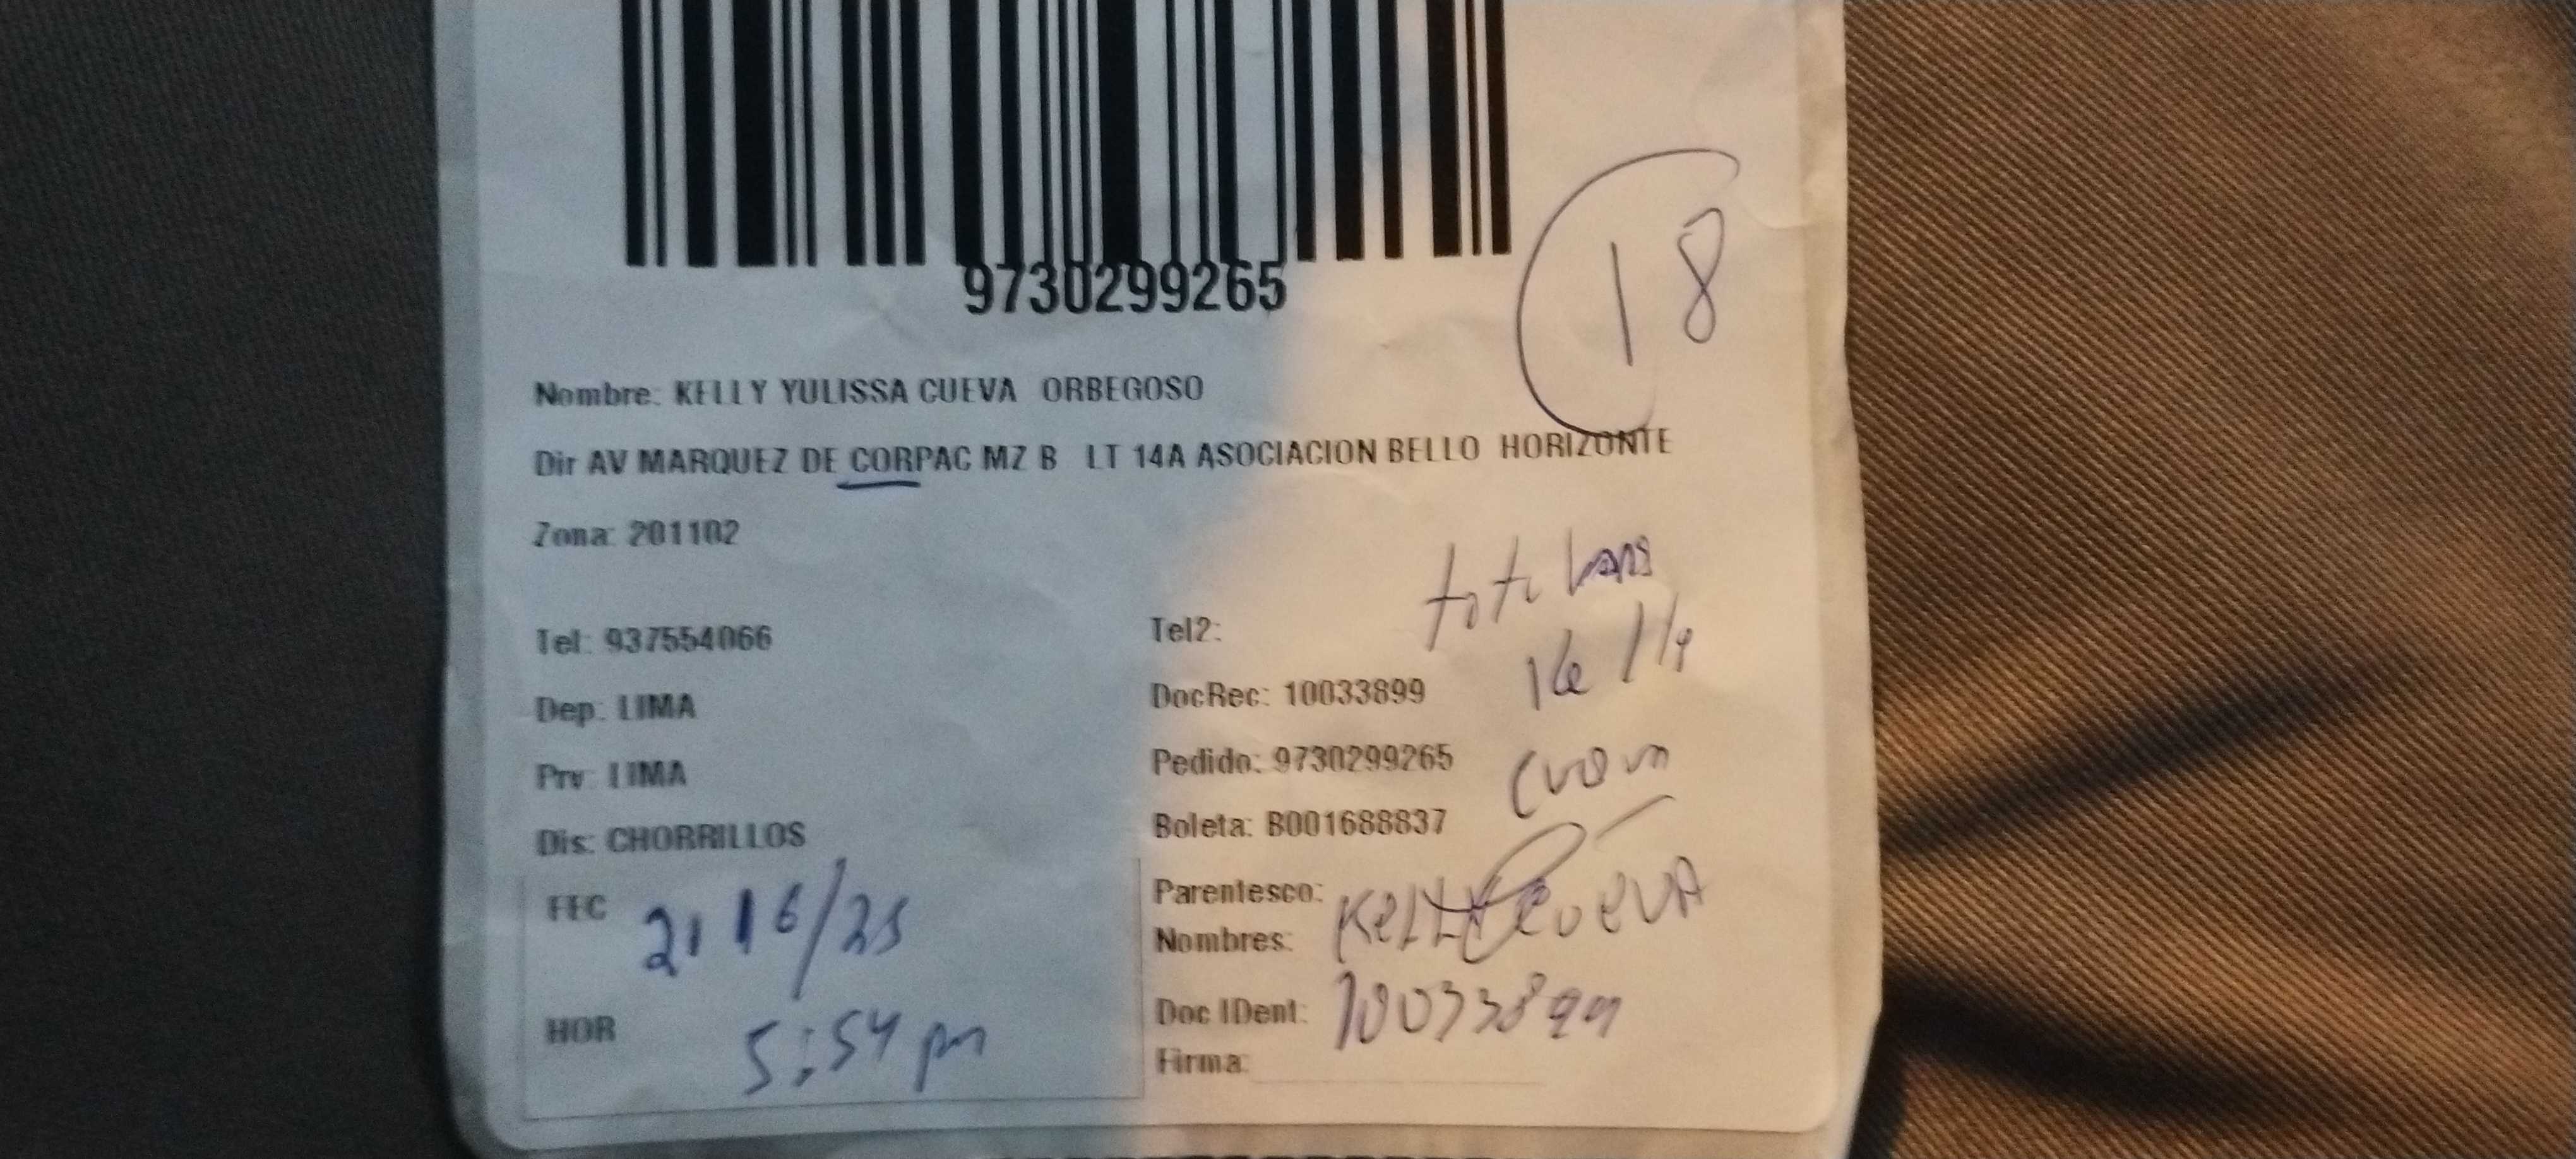 9730299265
18
Nombre: KELLY YULISSA CUEVA ORBEGOSO
Dir AV MARQUEZ DE CORPAC MZ B LT 14A ASOCIACION BELLO HORIZONTE
Zona: 201102
Tel: 937554066
Tel2:
Kelly
Dep: LIMA
DocRec: 10033899
Prv: LIMA
Pedido: 9730299265
Cueva
Dis: CHORRILLOS
Boleta: B001688837
FEC 21/6/25
Parentesco:
Nombres: KELLY CUEVA
HOR 5:54 pm
Doc IDent: 10033899
Firma: